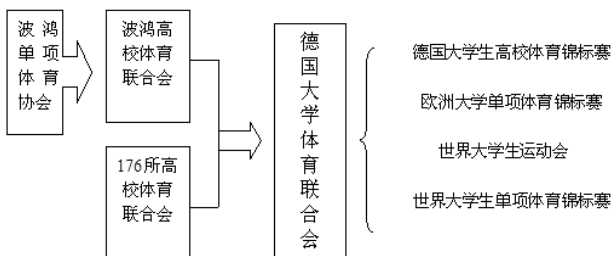 波鸿
单项
体育
协会
波鸿高
校体育
联合会
176所高
校体育
联合会
德
国
大
学
体
育
联
合
会
德国大学生高校体育锦标赛
欧洲大学单项体育锦标赛
世界大学生运动会
世界大学生单项体育锦标赛